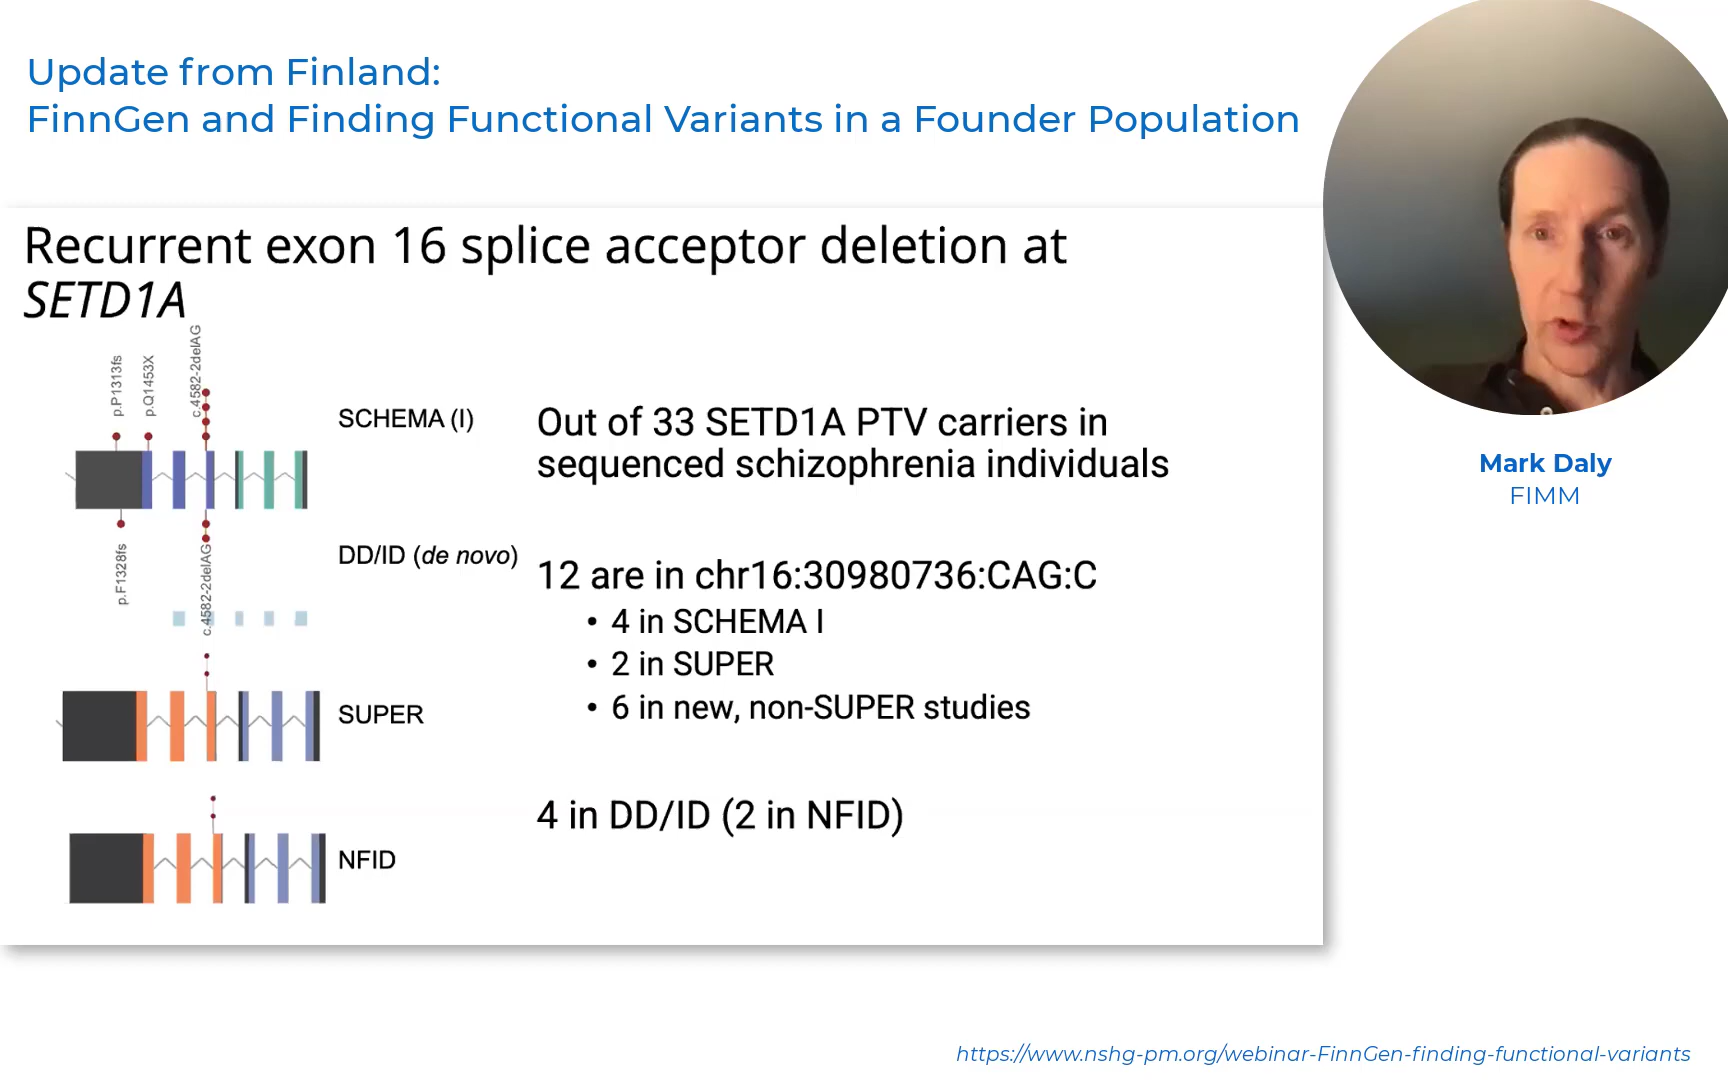 Update from Finland:
FinnGen and Finding Functional Variants in a Founder Population
Recurrent exon 16 splice acceptor deletion at
SETD1A
p.P1313fs
p.Q1453X
c.4582-2delAG
SCHEMA (I)
p.F1328fs
c.4582-2delAG
DD/ID (de novo)
SUPER
NFID
Out of 33 SETD1A PTV carriers in
sequenced schizophrenia individuals
12 are in chr16:30980736:CAG:C
• 4 in SCHEMA I
• 2 in SUPER
• 6 in new, non-SUPER studies
4 in DD/ID (2 in NFID)
Mark Daly
FIMM
https://www.nshg-pm.org/webinar-FinnGen-finding-functional-variants